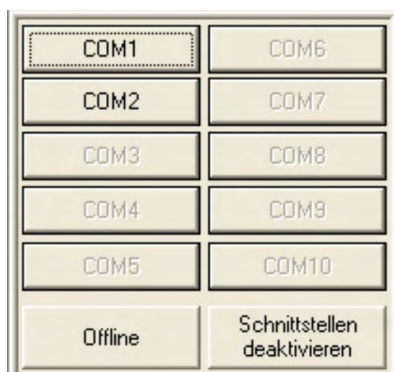 COM1 COM6
COM2 COM7
COM3 COM8
COM4 COM9
COM5 COM10
Offline Schnittstellen
deaktivieren